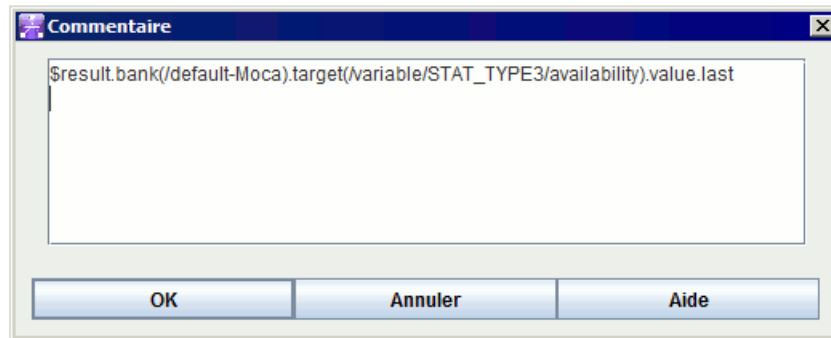 Commentaire
$result.bank(/default-Moca).target(/variable/STAT_TYPE3/availability).value.last
OK
Annuler
Aide